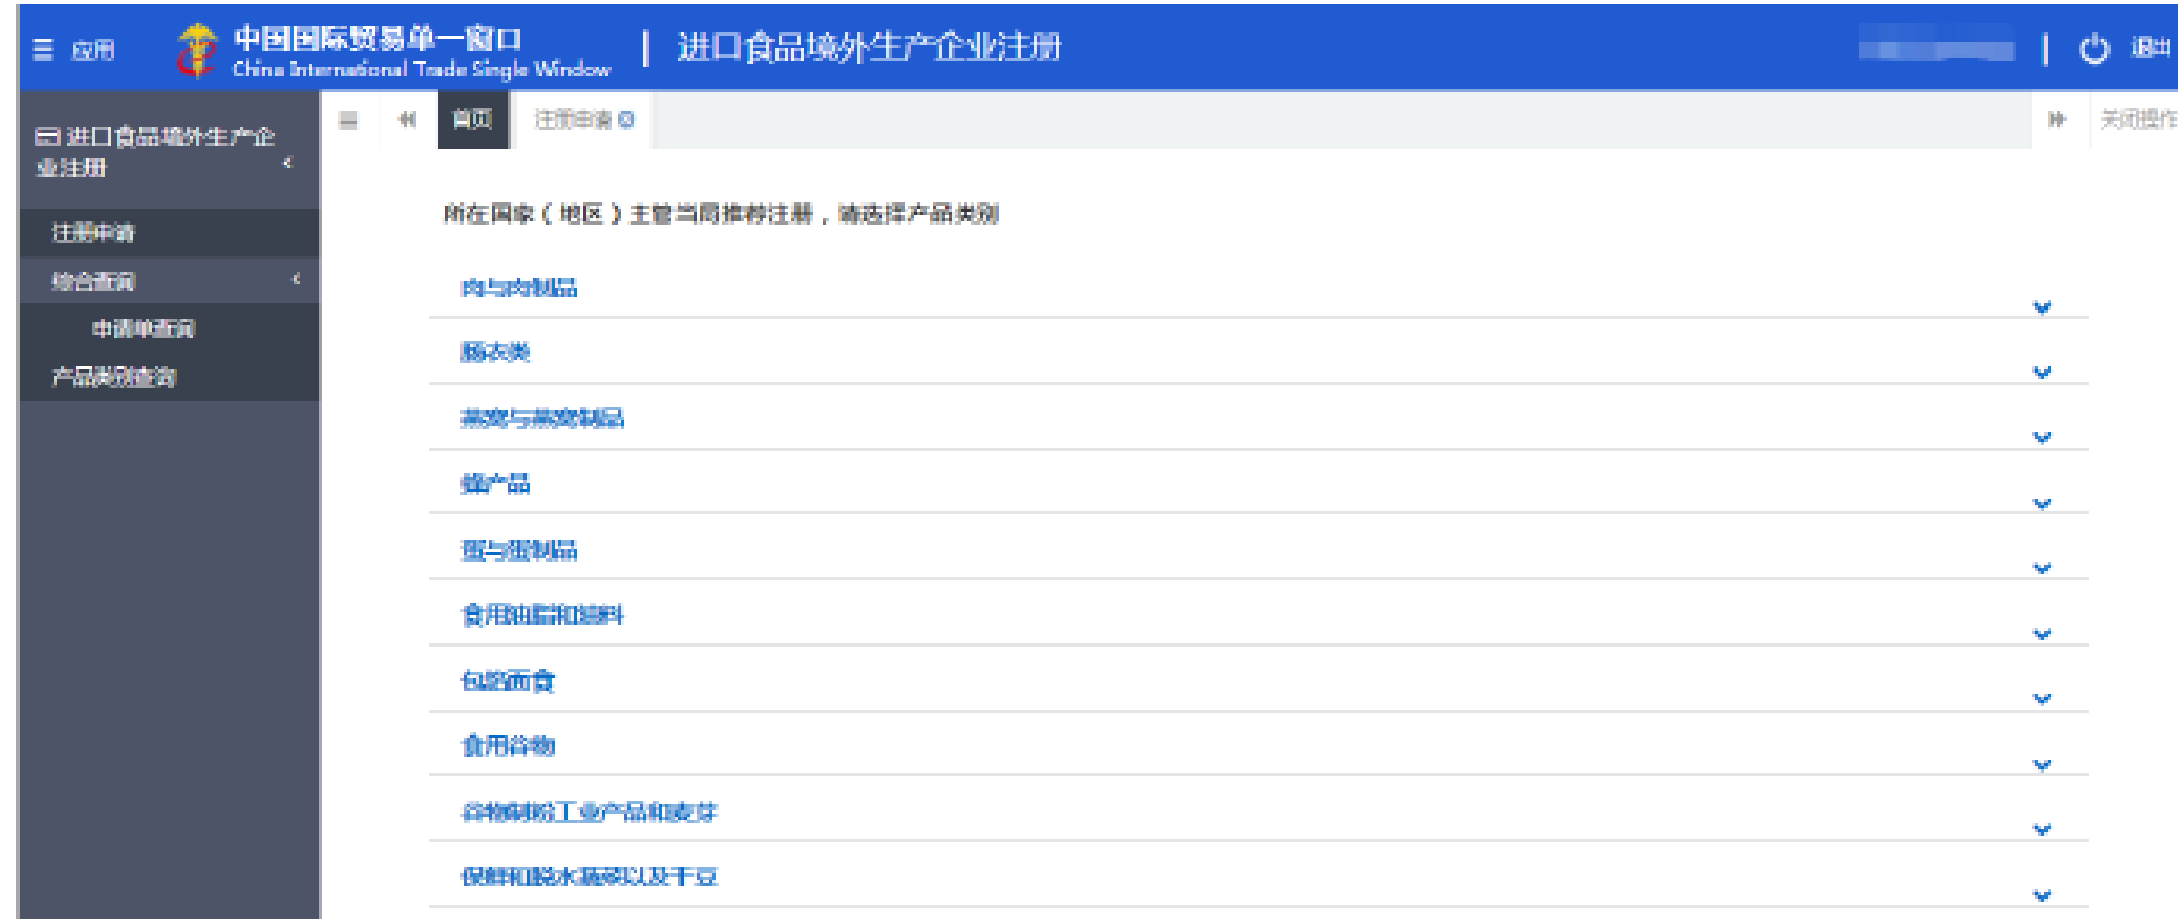 应用
中国国际贸易单一窗口
China International Trade Single Window
进口食品境外生产企业注册
退出
进口食品境外生产企
业注册
首页
注册申请
关闭操作
注册申请
综合查询
申请单查询
产品类别查询
所在国家（地区）主管当局推荐注册，请选择产品类别
肉与肉制品
肠衣类
燕窝与燕窝制品
蜂产品
蛋与蛋制品
食用油脂和油料
包馅面食
食用谷物
谷物制粉工业产品和麦芽
保鲜和脱水蔬菜以及干豆